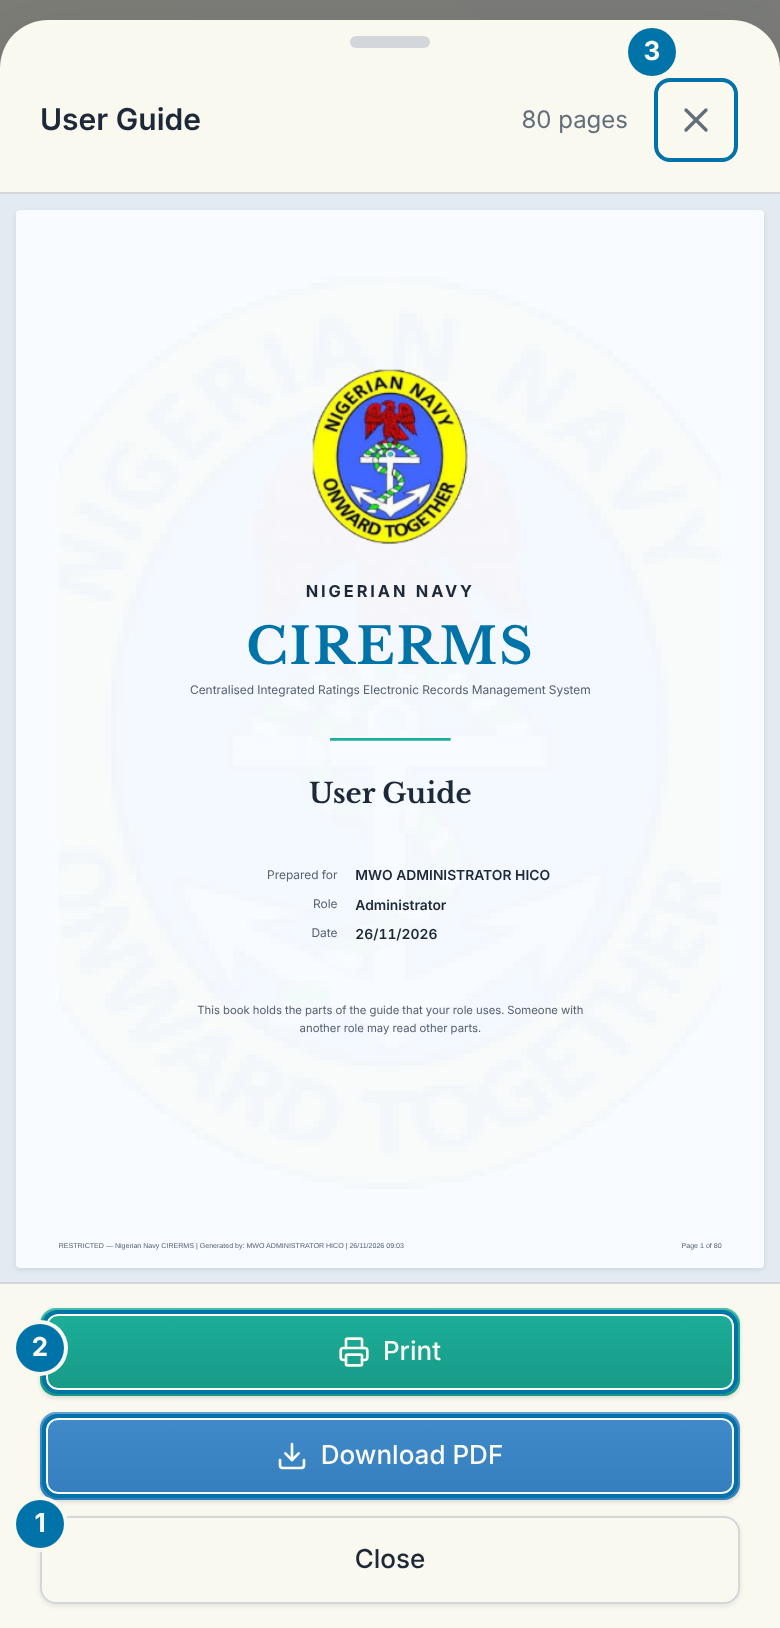 3
User Guide
80 pages
NIGERIAN NAVY
ONWARD TOGETHER
NIGERIAN NAVY
ONWARD TOGETHER
NIGERIAN NAVY
CIRERMS
Centralised Integrated Ratings Electronic Records Management System
User Guide
Prepared for MWO ADMINISTRATOR HICO
Role Administrator
Date 26/11/2026
This book holds the parts of the guide that your role uses. Someone with
another role may read other parts.
RESTRICTED — Nigerian Navy CIRERMS | Generated by: MWO ADMINISTRATOR HICO | 26/11/2026 09:03
Page 1 of 80
2
Print
Download PDF
1
Close